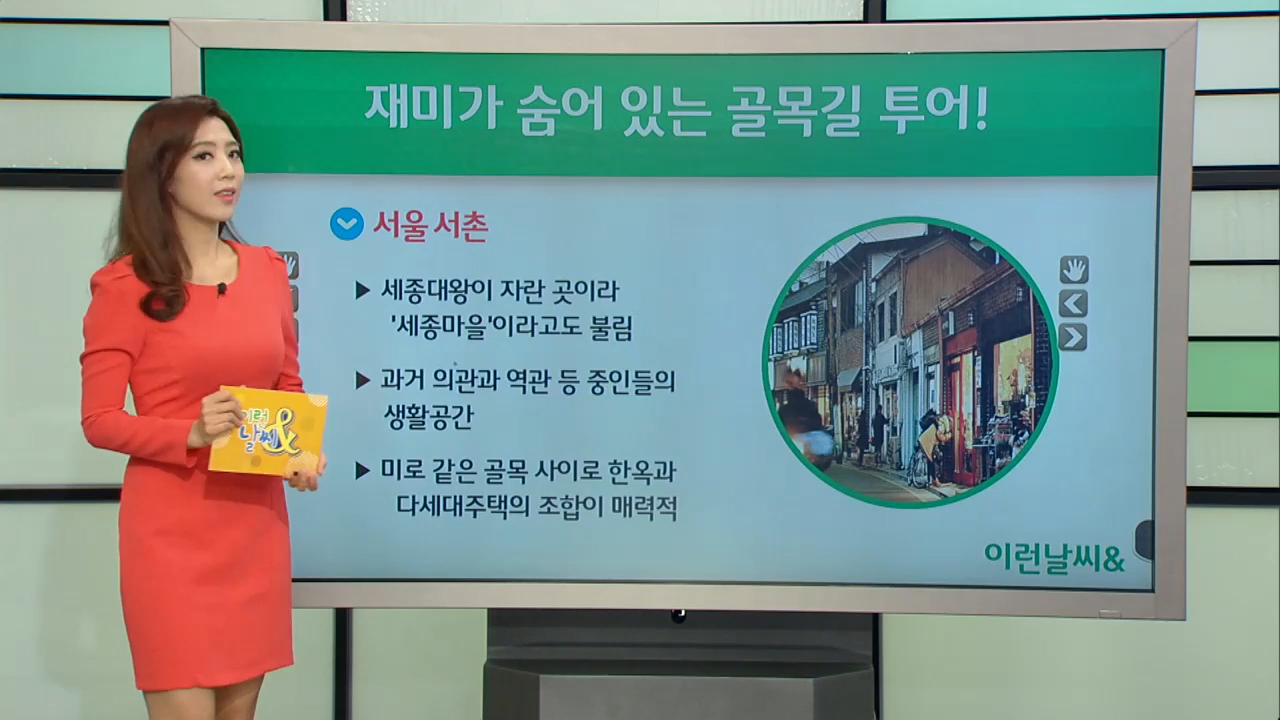 재미가 숨어 있는 골목길 투어!
서울 서촌
▶ 세종대왕이 자란 곳이라
'세종마을'이라고도 불림
▶ 과거 의관과 역관 등 중인들의
생활공간
▶ 미로 같은 골목 사이로 한옥과
다세대주택의 조합이 매력적
이런날씨&
이런
날씨&